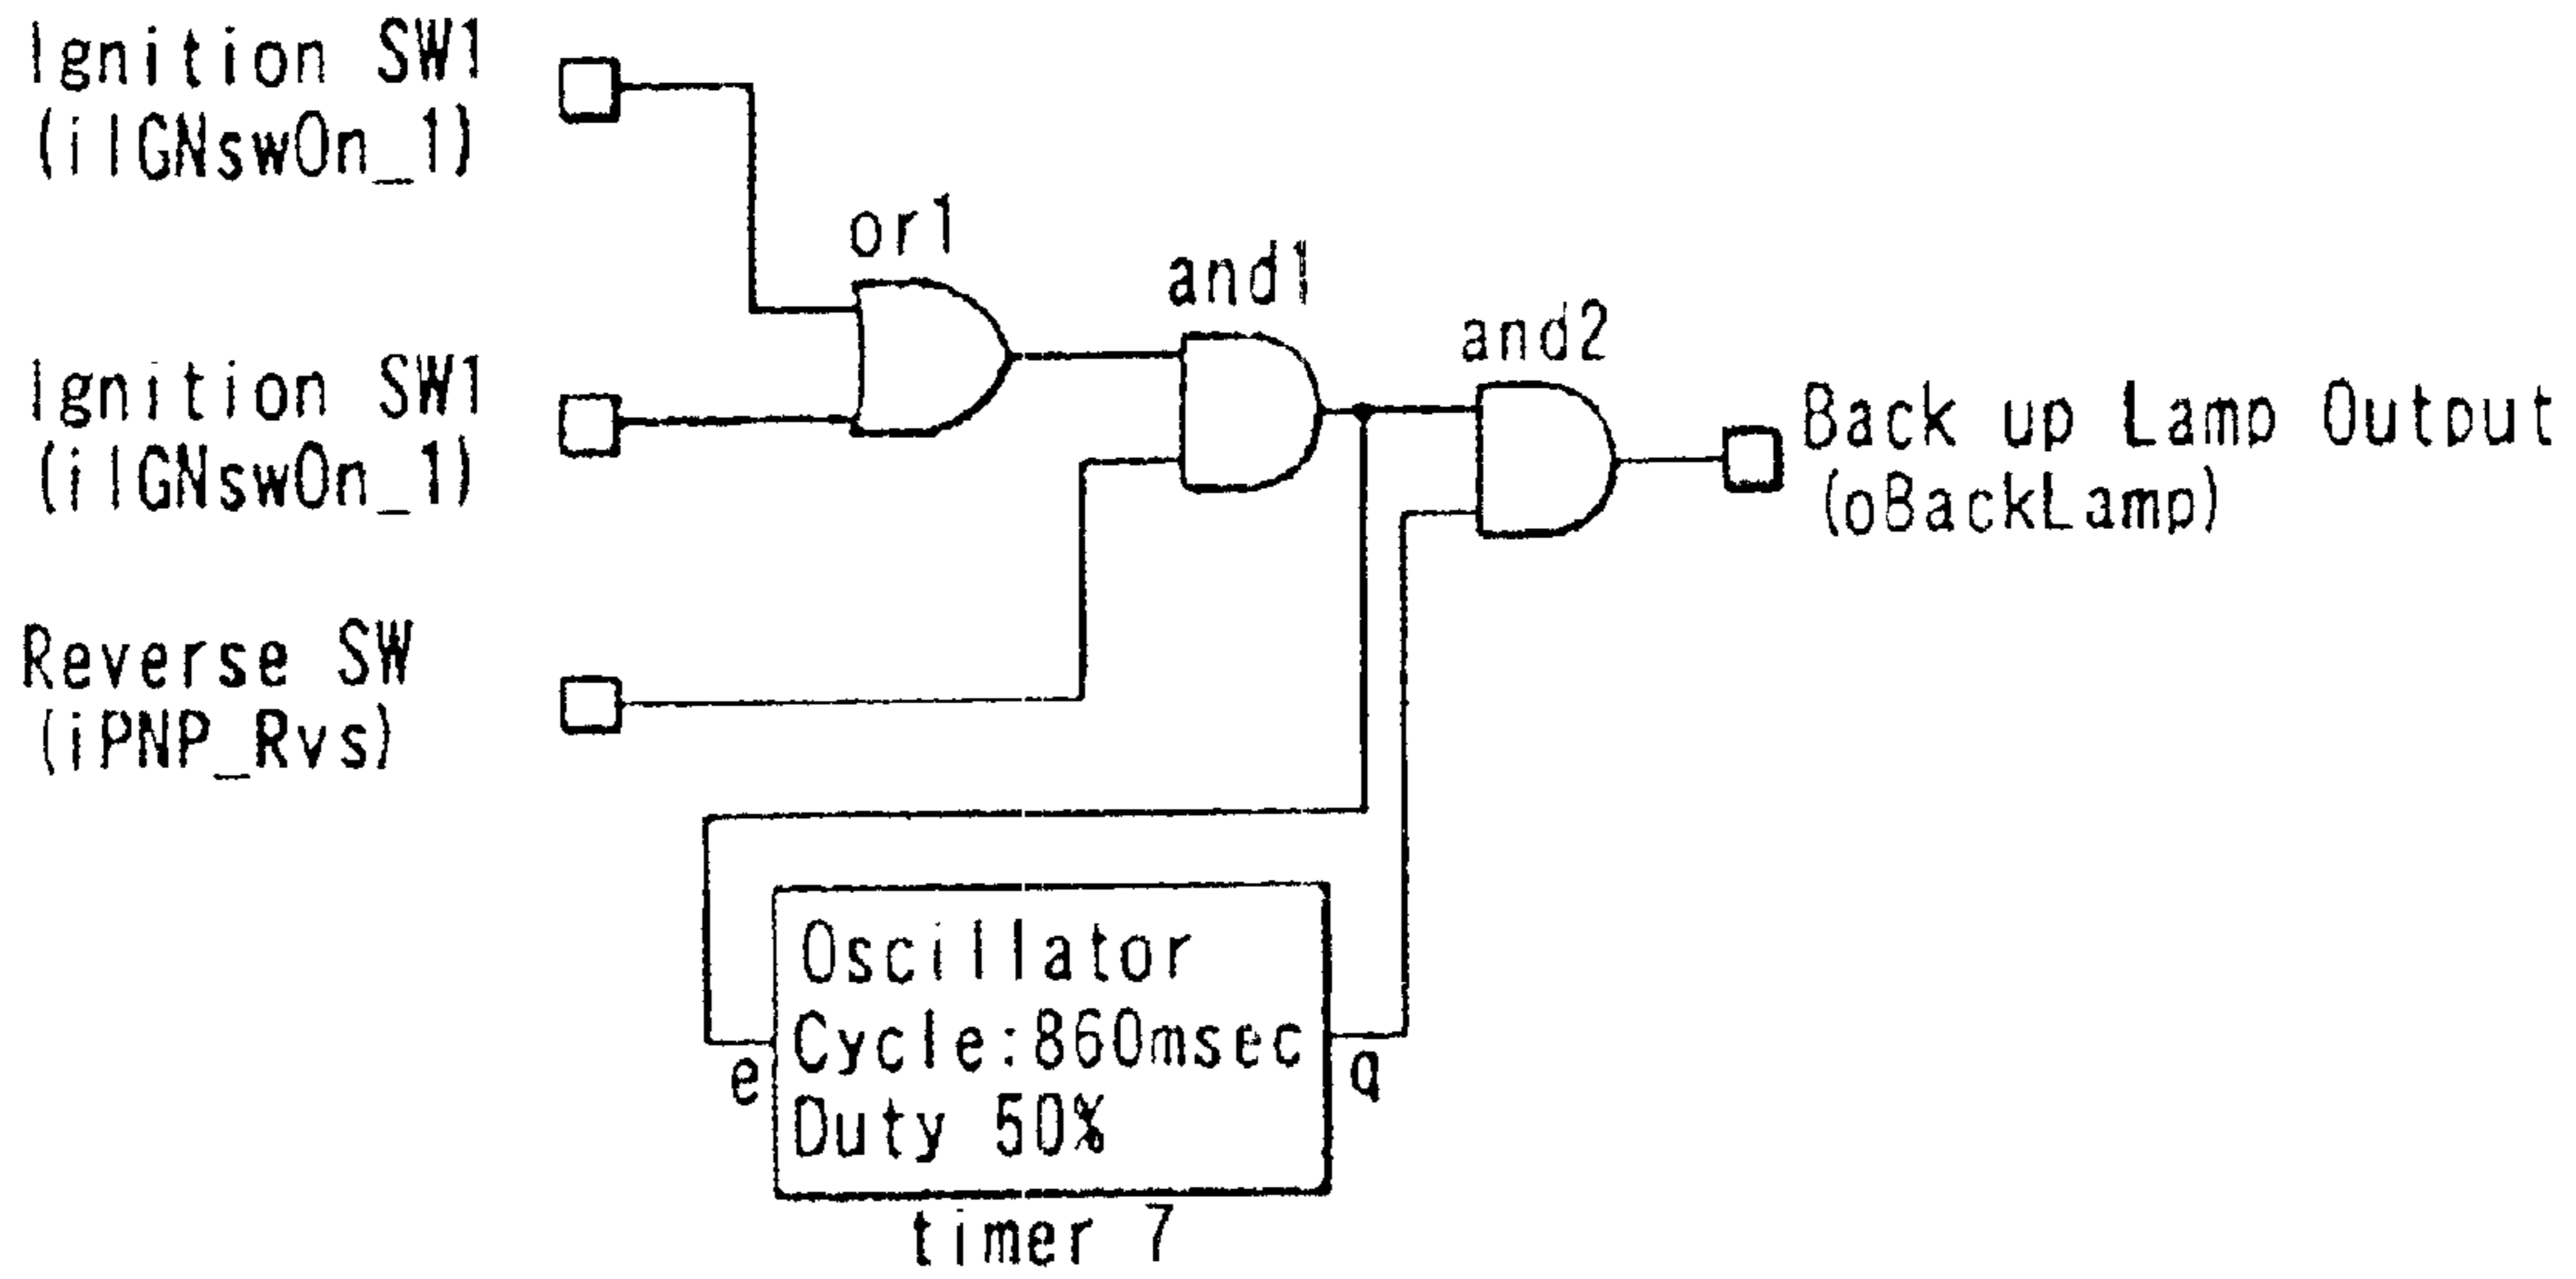 Ignition SW1
(iIGNswOn_1)
or1
and1
and2
Ignition SW1
(iIGNswOn_1)
Back up Lamp Output
(oBackLamp)
Reverse SW
(iPNP_Rvs)
Oscillator
Cycle:860msec
e
q
Duty 50%
timer 7